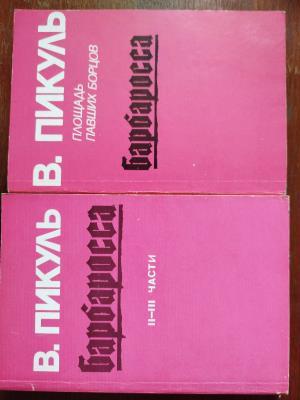 В. ПИКУЛЬ
ПЛОЩАДЬ
ПАВШИХ БОРЦОВ
барбаросса
В. ПИКУЛЬ
барбаросса
II–III ЧАСТИ